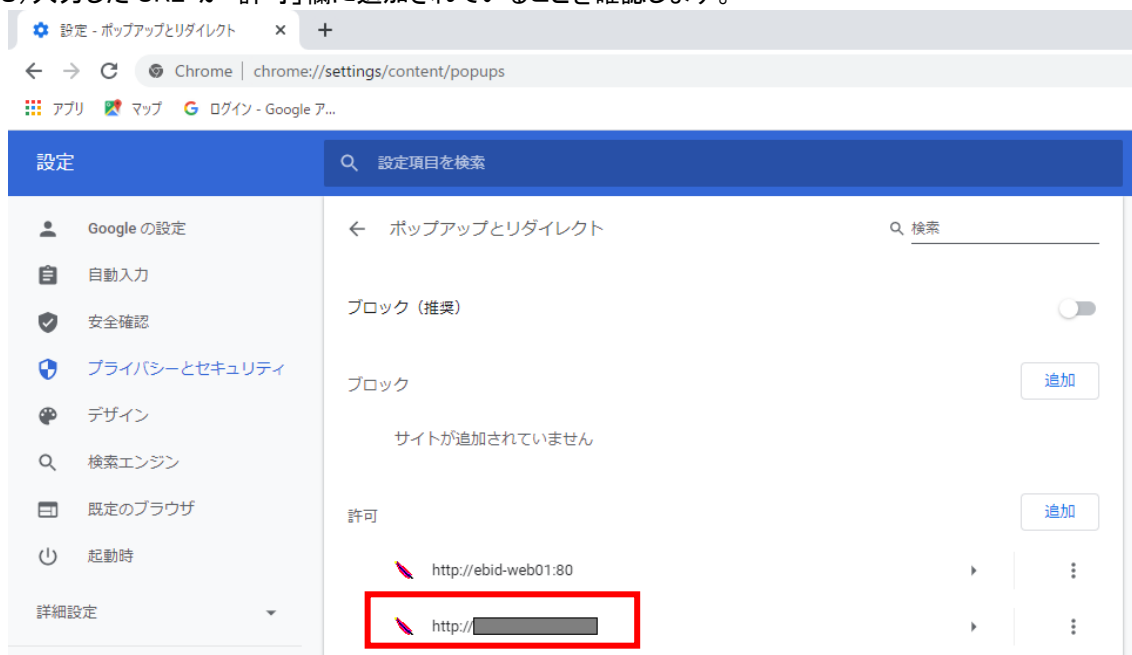 設定 - ポップアップとリダイレクト × +
Chrome | chrome://settings/content/popups
アプリ マップ G ログイン - Google ア...
設定
設定項目を検索
Google の設定
自動入力
安全確認
プライバシーとセキュリティ
デザイン
検索エンジン
既定のブラウザ
起動時
詳細設定
ポップアップとリダイレクト
検索
ブロック（推奨）
ブロック
追加
サイトが追加されていません
許可
追加
http://ebid-web01:80
http://